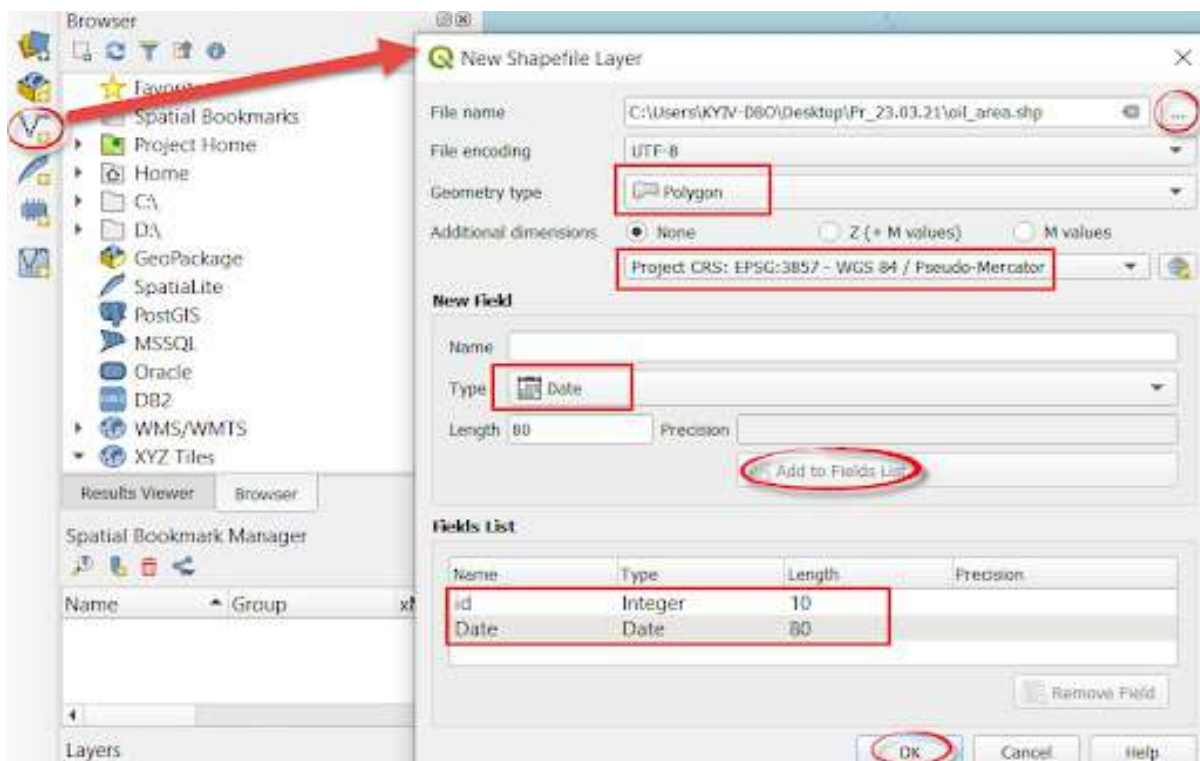 Browser
New Shapefile Layer
Favorit
Spatial Bookmarks
Project Home
Home
C:\
D:\
GeoPackage
SpatiaLite
PostGIS
MSSQL
Oracle
DB2
WMS/WMTS
XYZ Tiles
Results Viewer
Browser
Spatial Bookmark Manager
Name
Group
xM
Layers
File name
C:\Users\KYIV-DBO\Desktop\Pr_23.03.21\oil_area.shp
...
File encoding
UTF-8
Geometry type
Polygon
Additional dimensions
None
Z (+ M values)
M values
Project CRS: EPSG:3857 - WGS 84 / Pseudo-Mercator
New Field
Name
Type
Date
Length
80
Precision
Add to Fields List
Fields List
Name Type Length Precision
id Integer 10
Date Date 80
Remove Field
OK
Cancel
Help